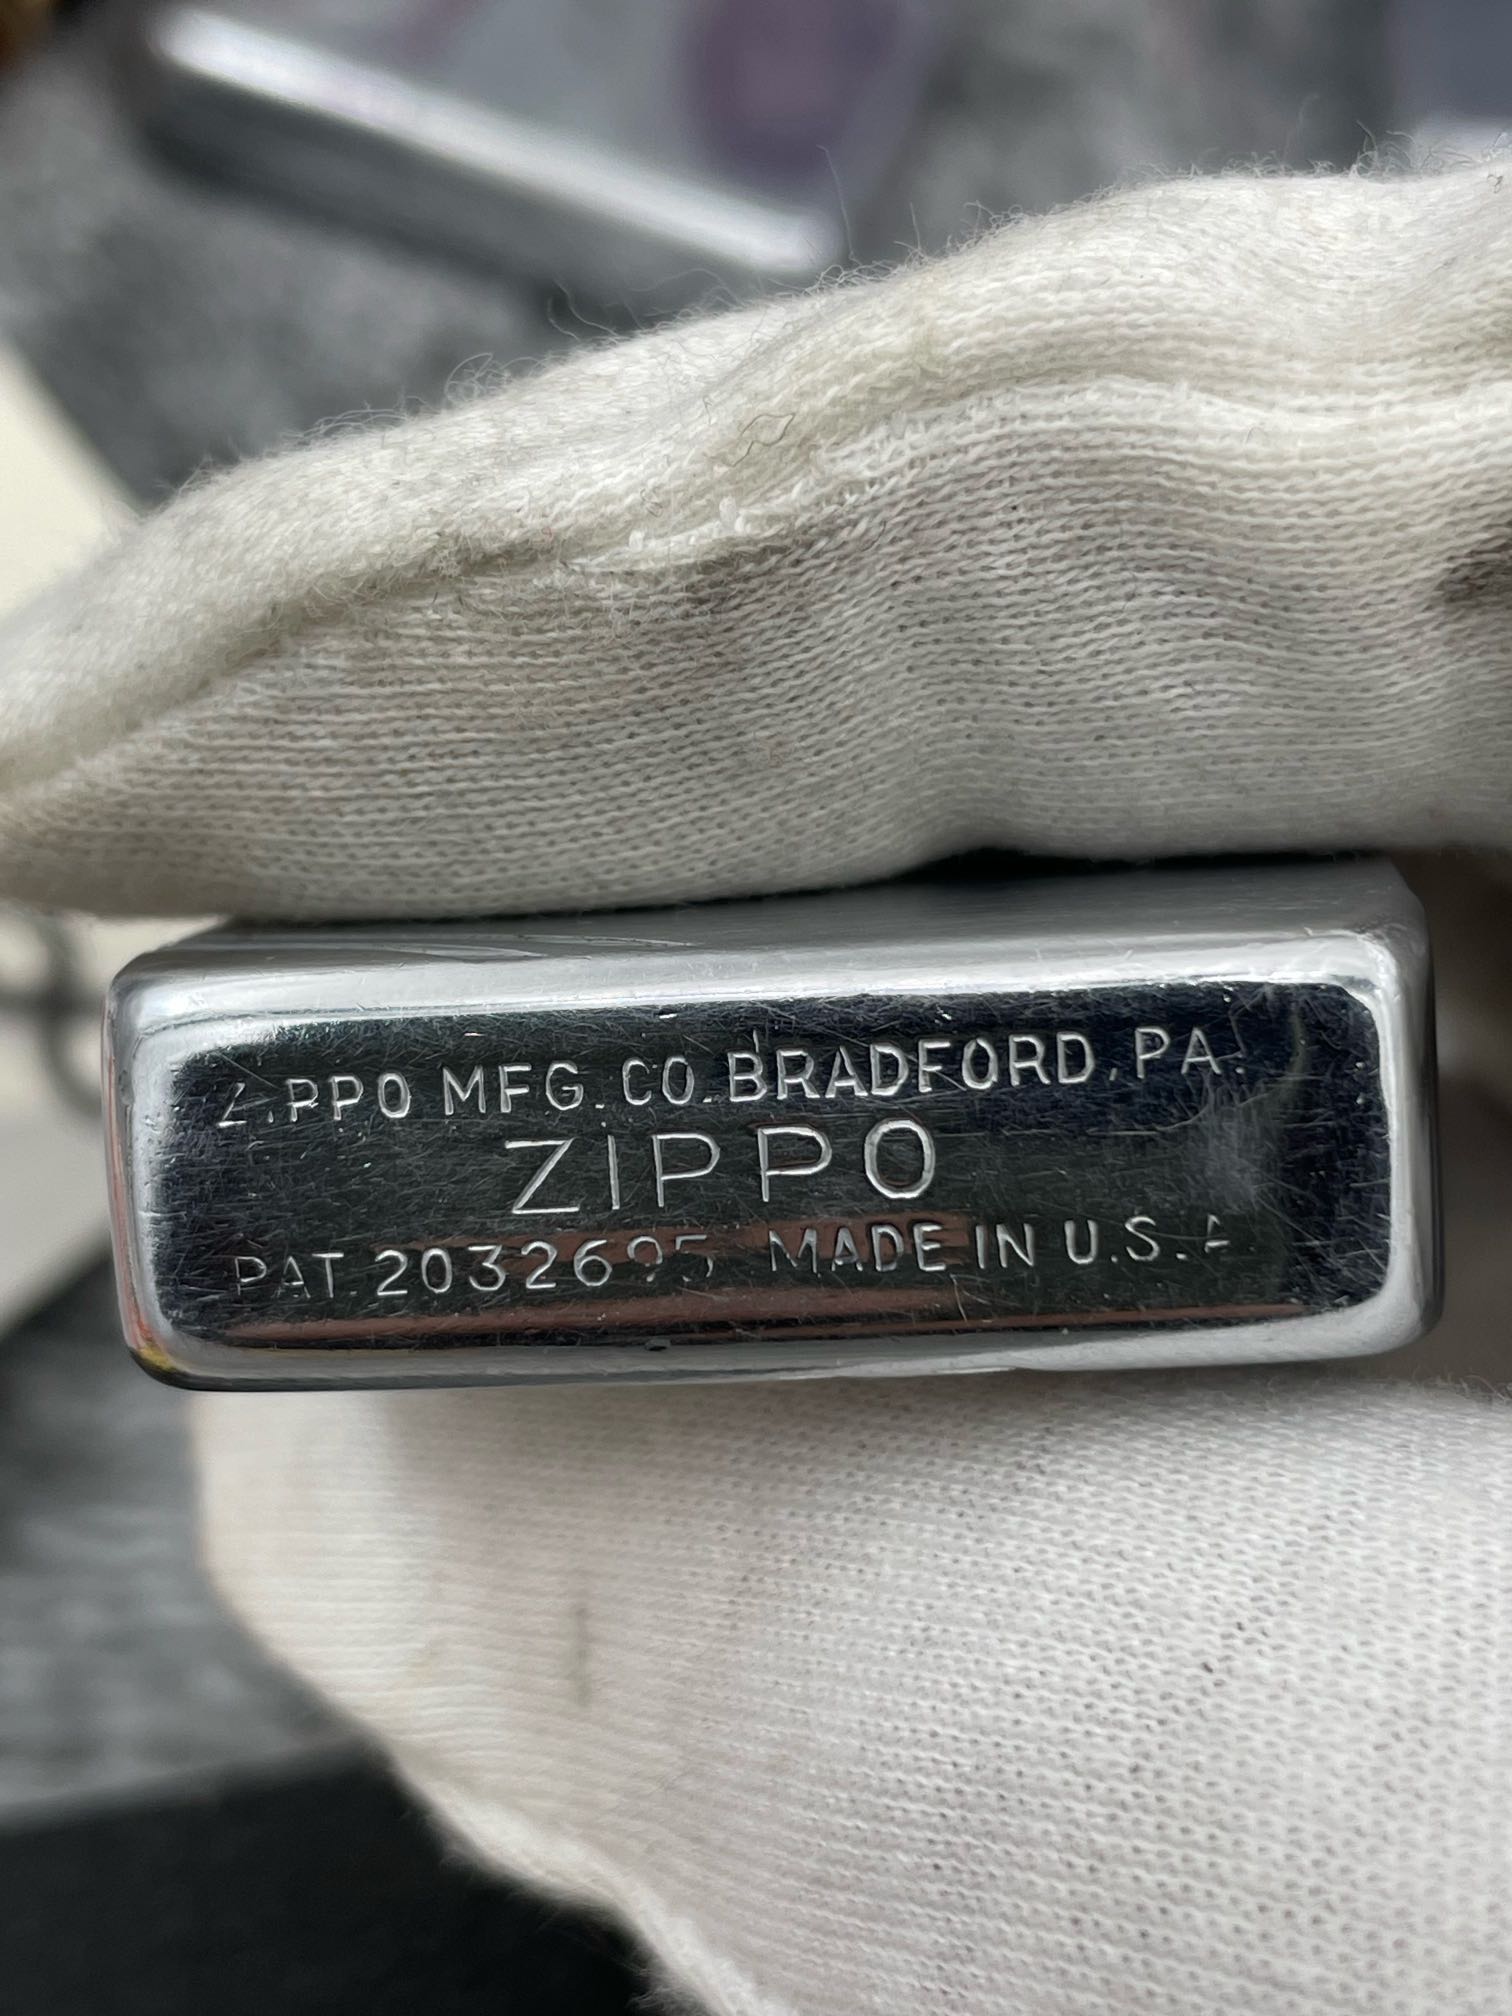 ZIPPO MFG. CO. BRADFORD, PA.
ZIPPO
PAT. 2032695 MADE IN U.S.A.